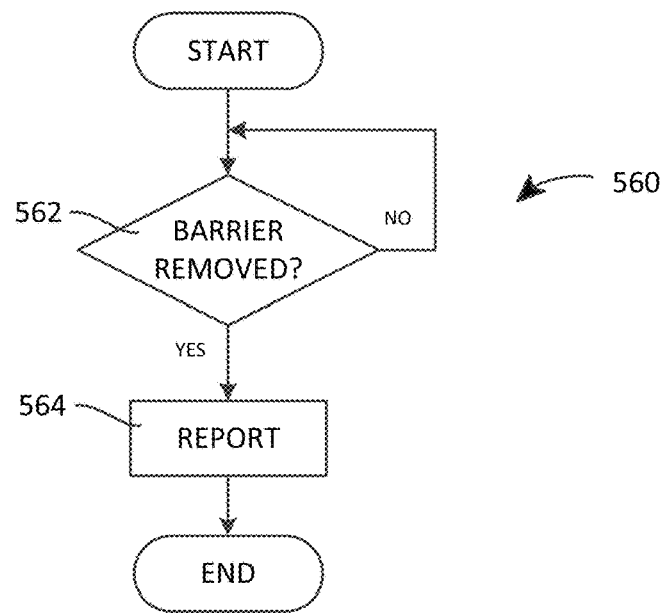 START
560
562
BARRIER
REMOVED?
NO
YES
564
REPORT
END